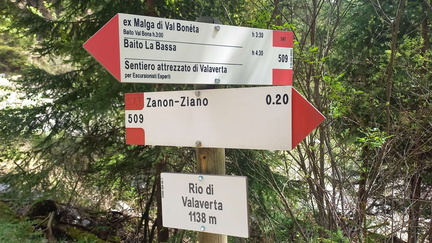 ex Malga di Val Bonéta h 3.30
Baito Val Bona h 3.00
Baito La Bassa h 4.30
509
Sentiero attrezzato di Valaverta
per Escursionisti Esperti
Zanon-Ziano 0.20
509
Rio di
Valaverta
1138 m